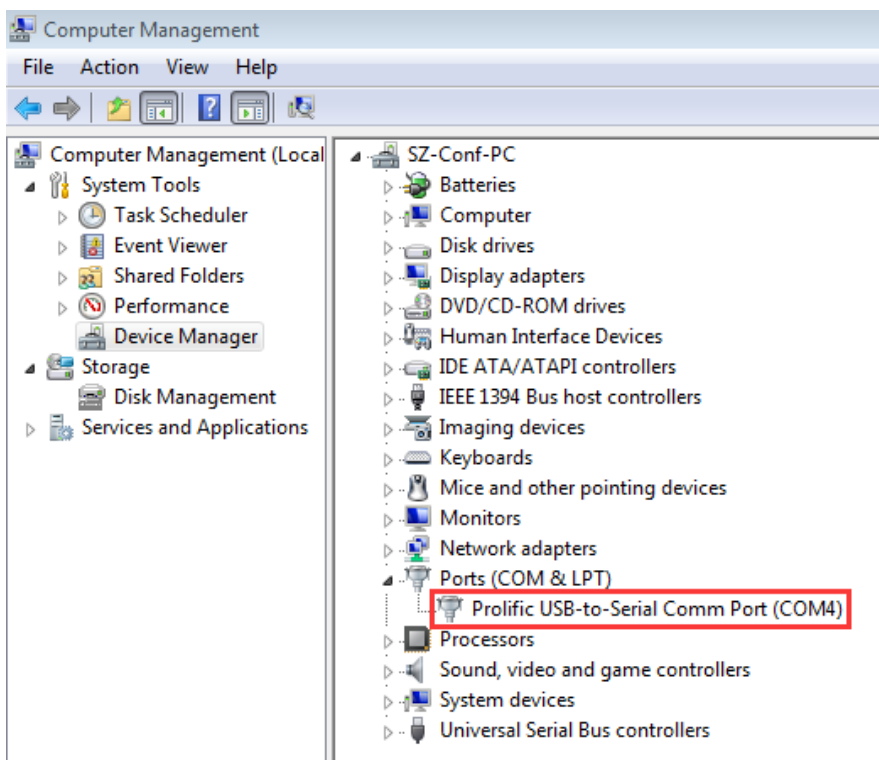 Computer Management
File Action View Help
Computer Management (Local
System Tools
Task Scheduler
Event Viewer
Shared Folders
Performance
Device Manager
Storage
Disk Management
Services and Applications
SZ-Conf-PC
Batteries
Computer
Disk drives
Display adapters
DVD/CD-ROM drives
Human Interface Devices
IDE ATA/ATAPI controllers
IEEE 1394 Bus host controllers
Imaging devices
Keyboards
Mice and other pointing devices
Monitors
Network adapters
Ports (COM & LPT)
Prolific USB-to-Serial Comm Port (COM4)
Processors
Sound, video and game controllers
System devices
Universal Serial Bus controllers